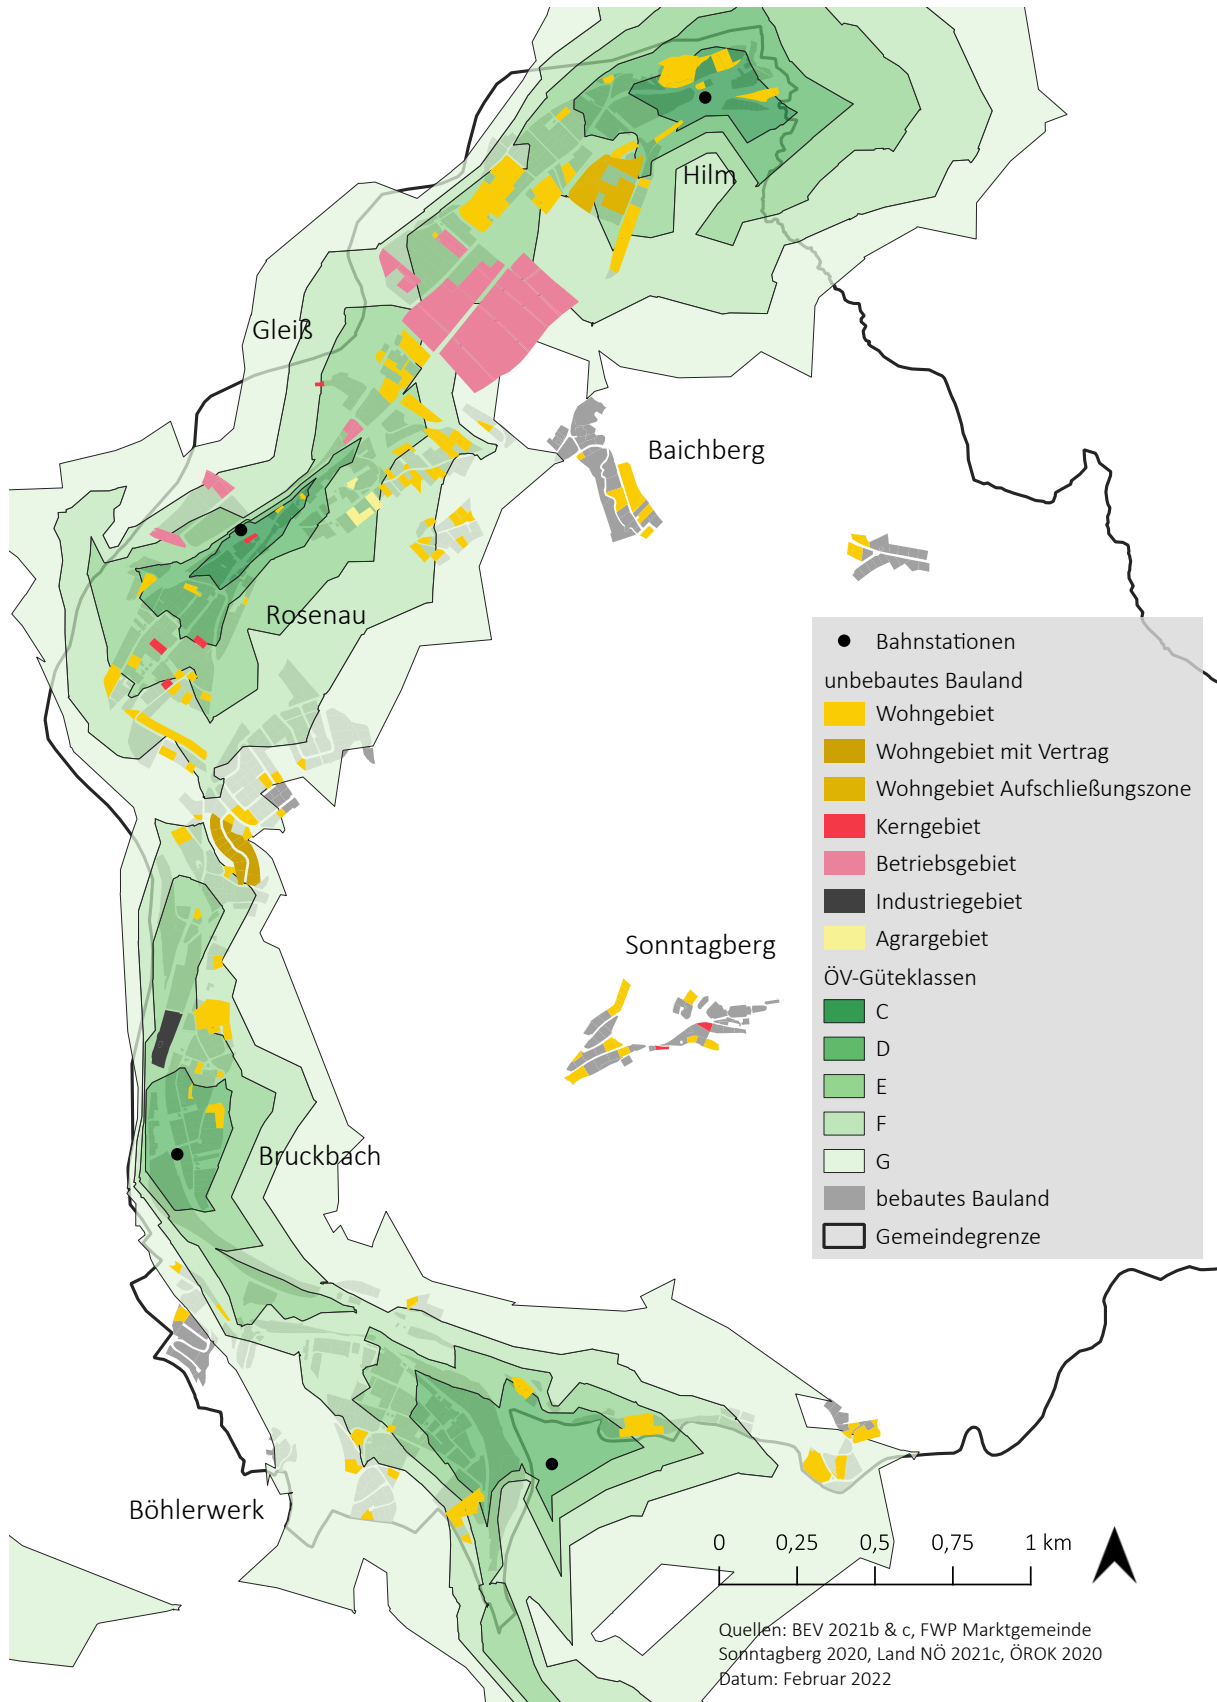 Hilm
Gleiß
Baichberg
Rosenau
Bahnstationen
unbebautes Bauland
Wohngebiet
Wohngebiet mit Vertrag
Wohngebiet Aufschließungszone
Kerngebiet
Betriebsgebiet
Industriegebiet
Agrargebiet
ÖV-Güteklassen
C
D
E
F
G
bebautes Bauland
Gemeindegrenze
Sonntagberg
Bruckbach
Böhlerwerk
0 0,25 0,5 0,75 1 km
Quellen: BEV 2021b & c, FWP Marktgemeinde
Sonntagberg 2020, Land NÖ 2021c, ÖROK 2020
Datum: Februar 2022